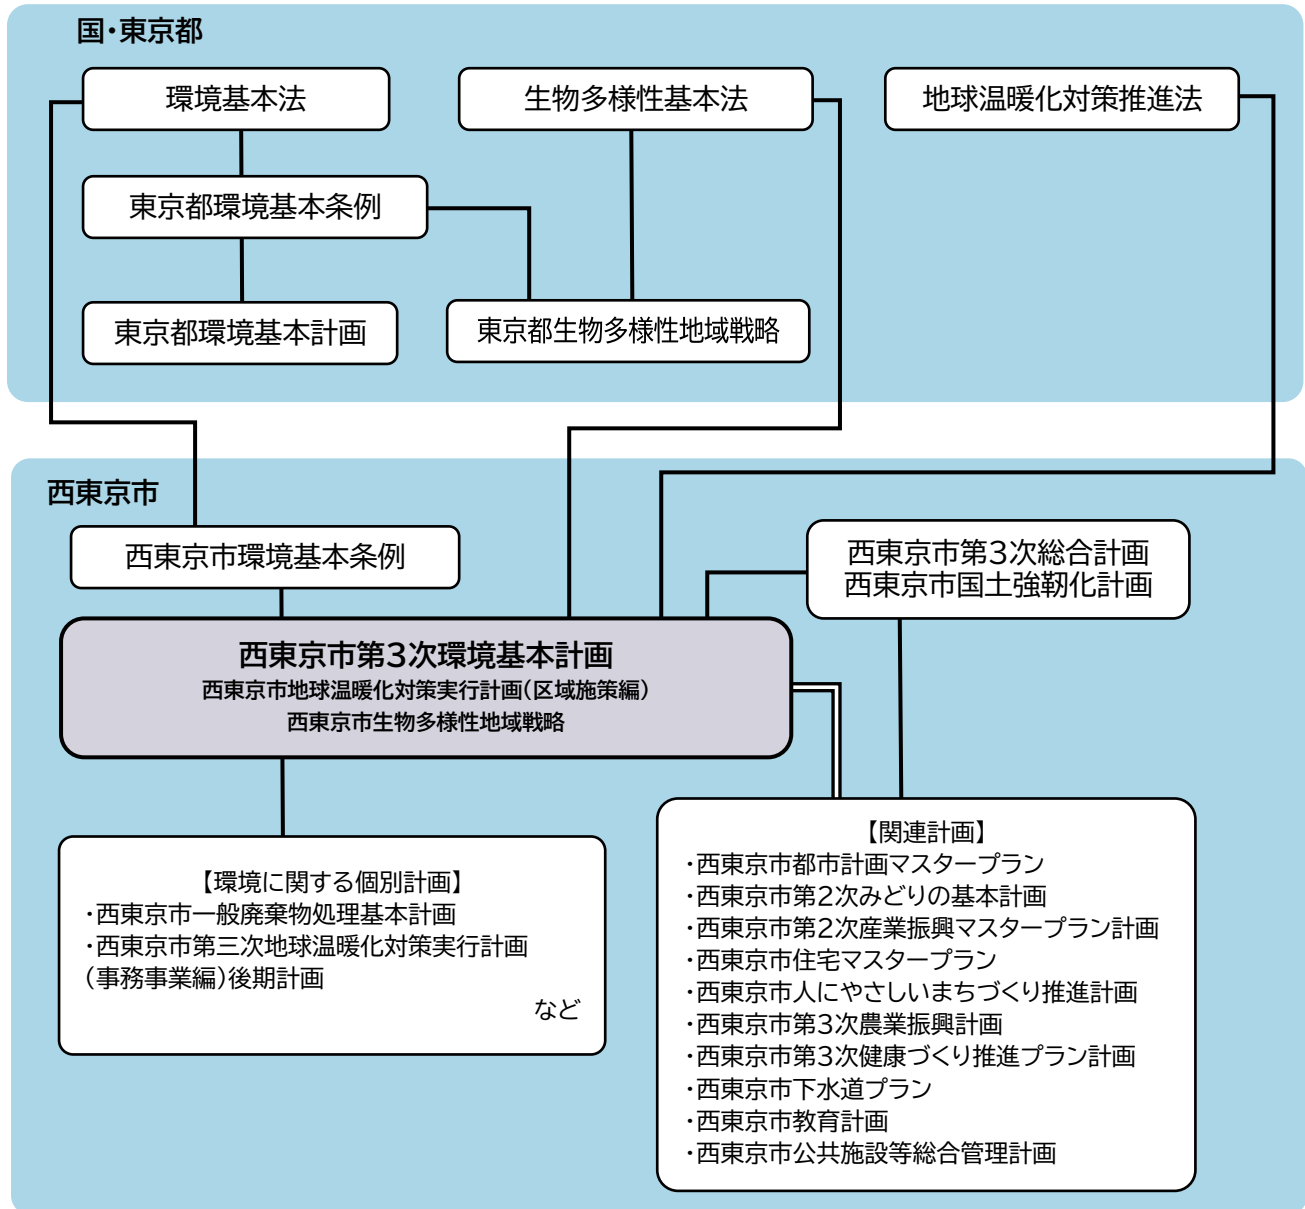 国・東京都
環境基本法
生物多様性基本法
地球温暖化対策推進法
東京都環境基本条例
東京都環境基本計画
東京都生物多様性地域戦略
西東京市
西東京市環境基本条例
西東京市第3次総合計画
西東京市国土強靭化計画
西東京市第3次環境基本計画
西東京市地球温暖化対策実行計画(区域施策編)
西東京市生物多様性地域戦略
【環境に関する個別計画】
・西東京市一般廃棄物処理基本計画
・西東京市第三次地球温暖化対策実行計画
(事務事業編)後期計画
など
【関連計画】
・西東京市都市計画マスタープラン
・西東京市第2次みどりの基本計画
・西東京市第2次産業振興マスタープラン計画
・西東京市住宅マスタープラン
・西東京市人にやさしいまちづくり推進計画
・西東京市第3次農業振興計画
・西東京市第3次健康づくり推進プラン計画
・西東京市下水道プラン
・西東京市教育計画
・西東京市公共施設等総合管理計画